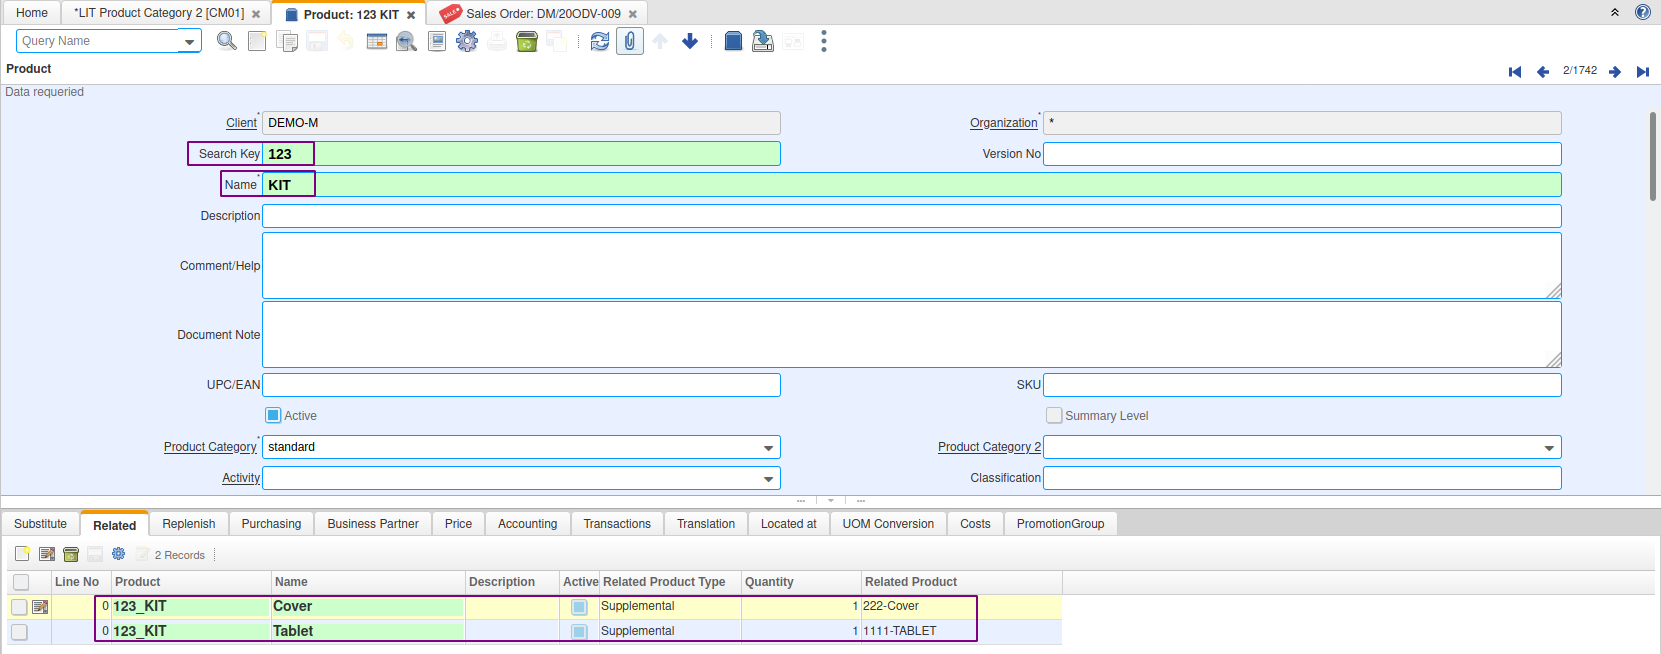 Home *LIT Product Category 2 [CM01] Product: 123 KIT SALE Sales Order: DM/20ODV-009
Query Name
Product 2/1742
Data requeried
Client* DEMO-M Organization* *
Search Key 123 Version No
Name* KIT
Description
Comment/Help
Document Note
UPC/EAN SKU
Active Summary Level
Product Category* standard Product Category 2
Activity Classification
Substitute Related Replenish Purchasing Business Partner Price Accounting Transactions Translation Located at UOM Conversion Costs PromotionGroup
2 Records
Line No Product Name Description Active Related Product Type Quantity Related Product
0 123_KIT Cover Supplemental 1 222-Cover
0 123_KIT Tablet Supplemental 1 1111-TABLET